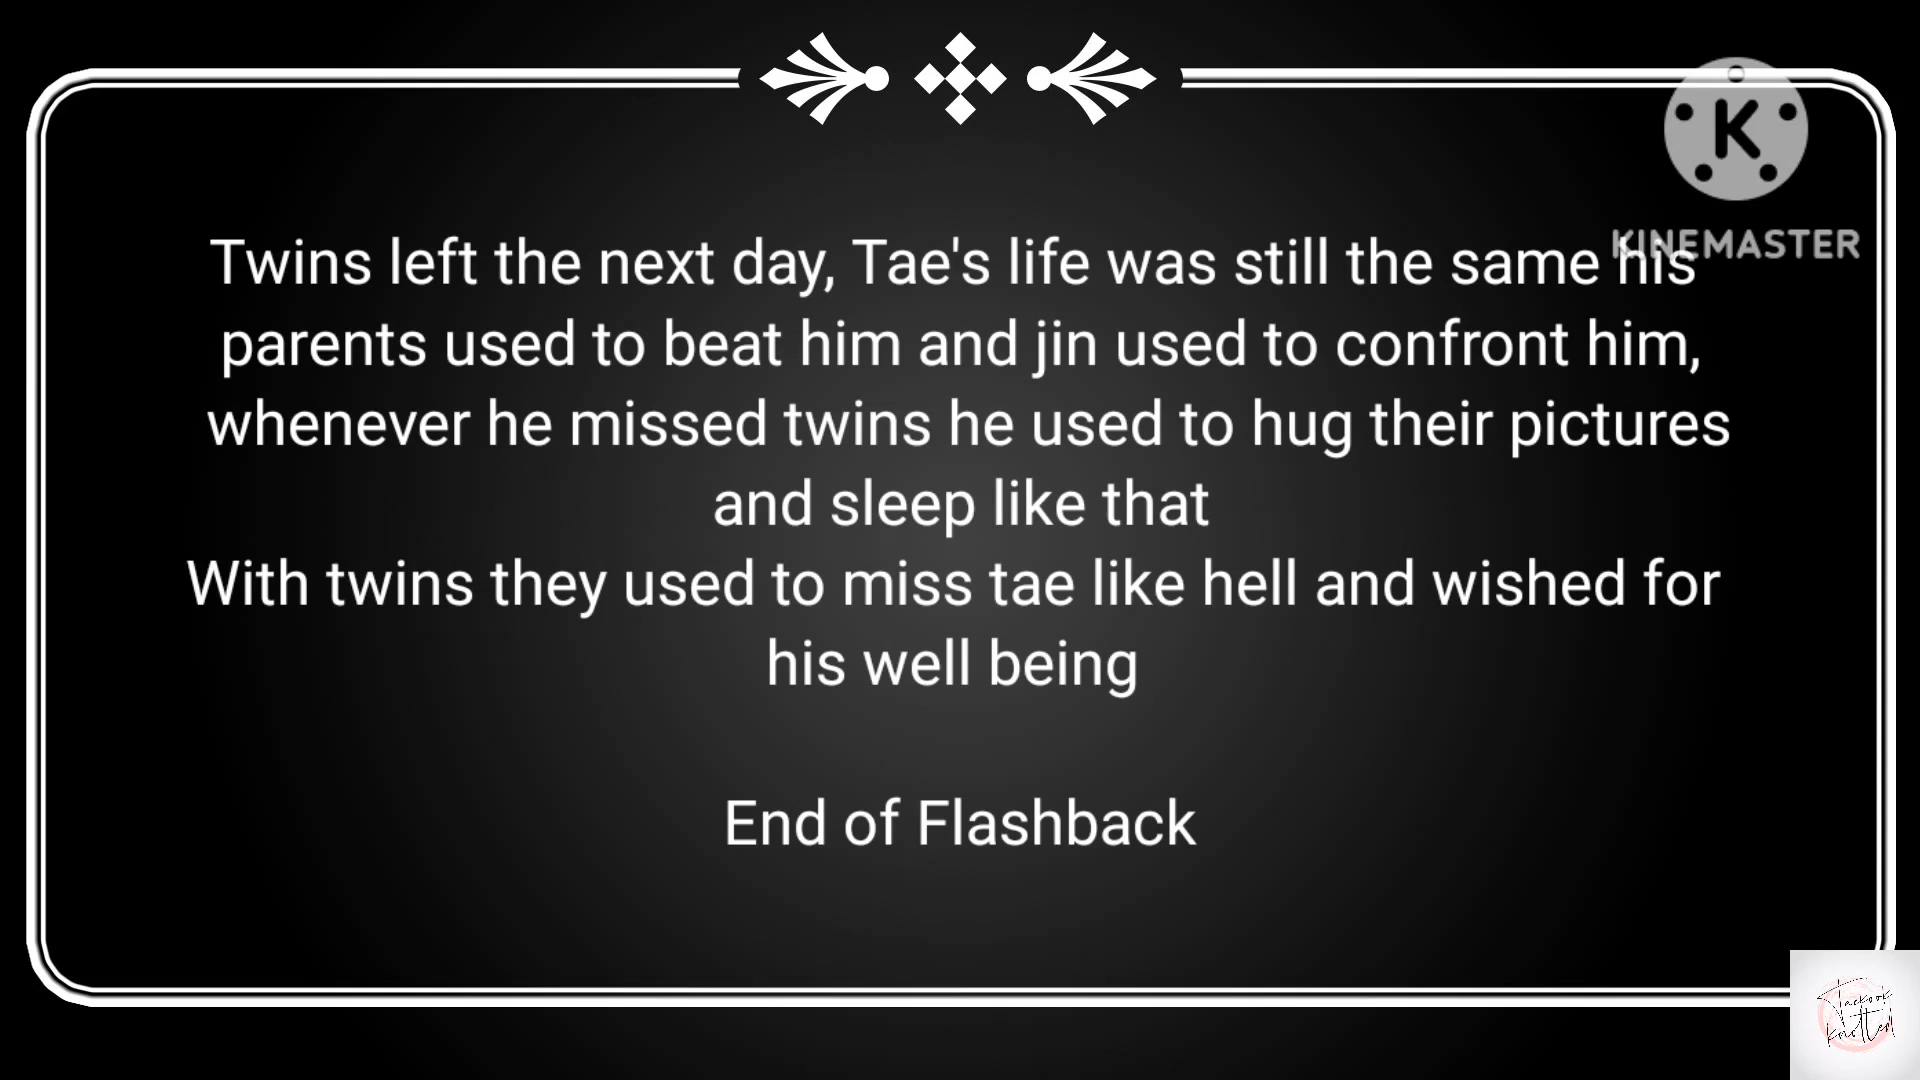 K
KINEMASTER
Twins left the next day, Tae's life was still the same his
parents used to beat him and jin used to confront him,
whenever he missed twins he used to hug their pictures
and sleep like that
With twins they used to miss tae like hell and wished for
his well being
End of Flashback
Taekook
knotted